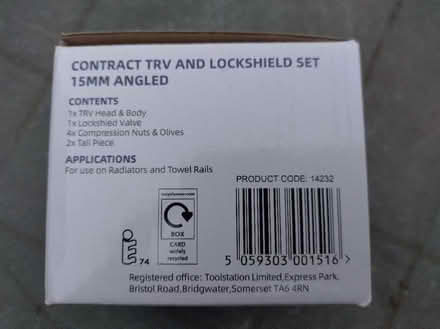 CONTRACT TRV AND LOCKSHIELD SET
15MM ANGLED
CONTENTS
1x TRV Head & Body
1x Lockshied Valve
4x Compression Nuts & Olives
2x Tail Piece
APPLICATIONS
For use on Radiators and Towel Rails
PRODUCT CODE: 14232
BOX
CARD
widely
recycled
74
5 059303 001516 >
Registered office: Toolstation Limited,Express Park,
Bristol Road,Bridgwater,Somerset TA6 4RN